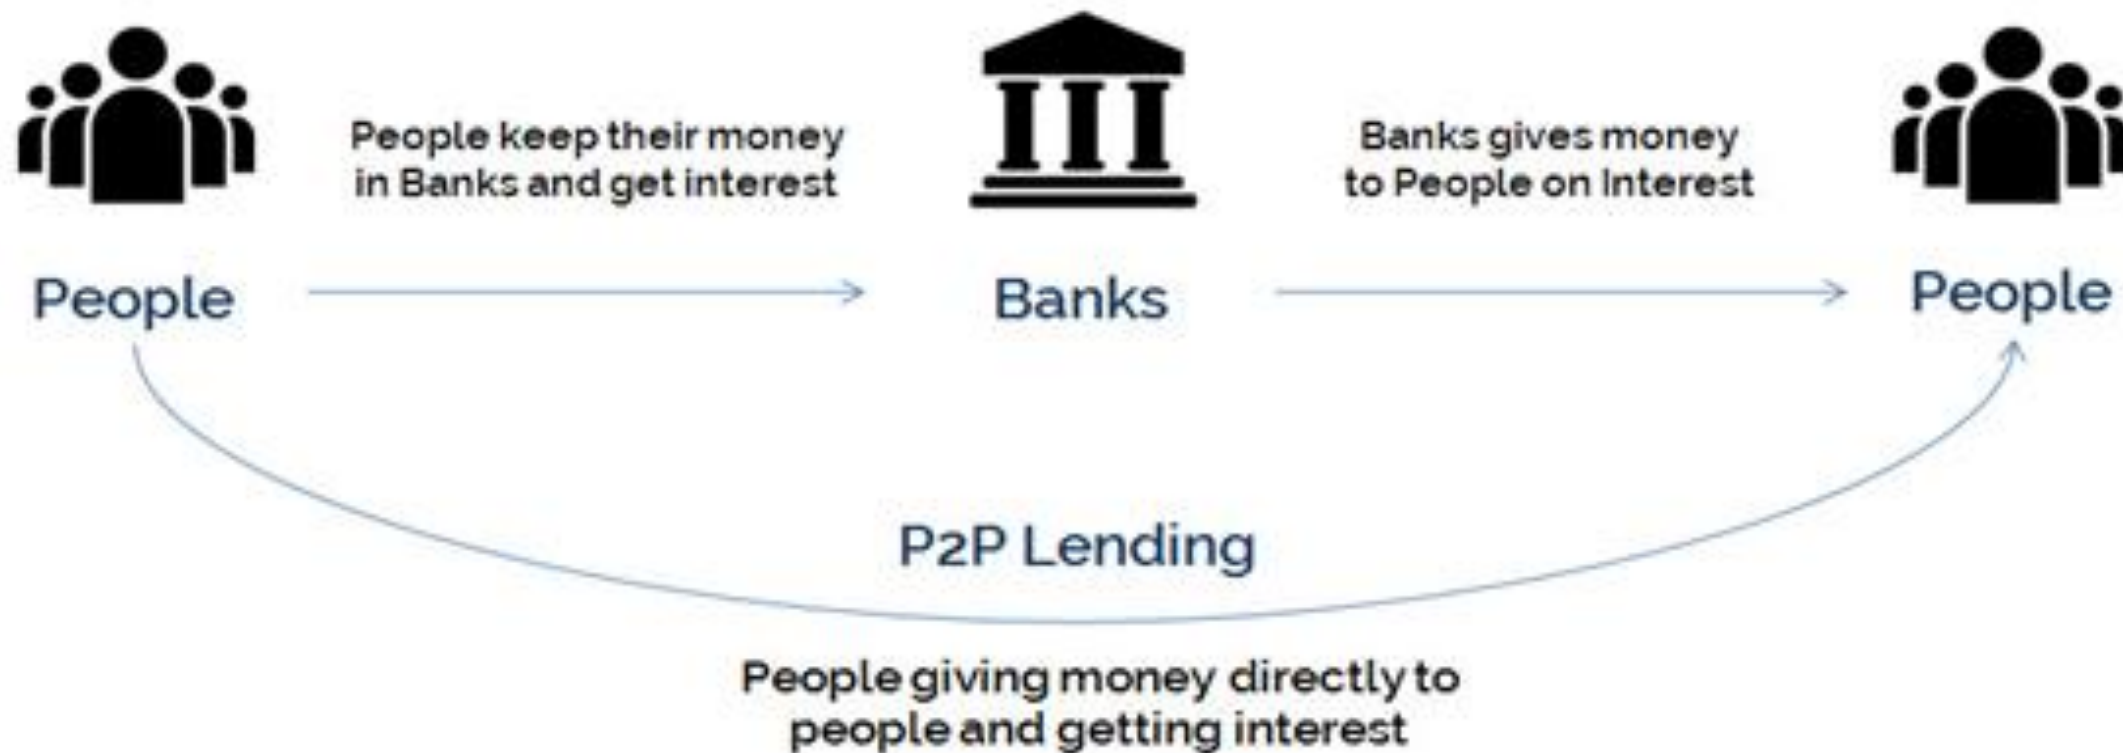 People keep their money
in Banks and get interest
Banks gives money
to People on Interest
People
Banks
People
P2P Lending
People giving money directly to
people and getting interest